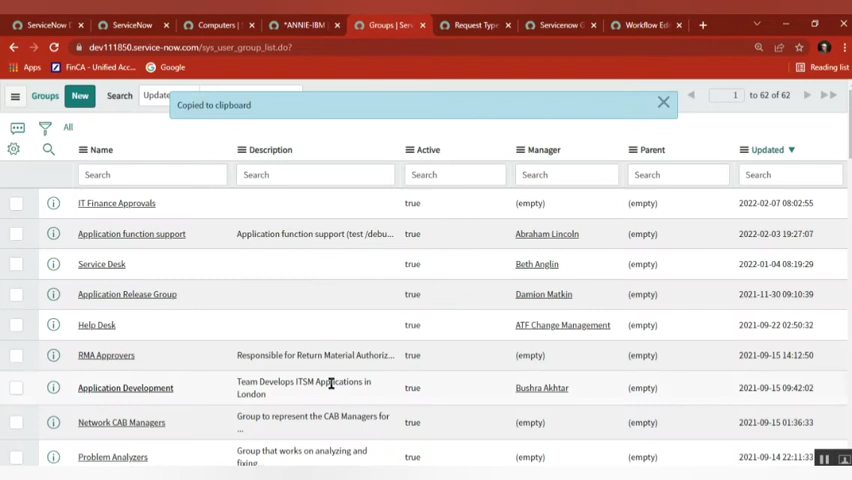 ServiceNow C
ServiceNow
Computers |
*ANNIE-IBM
Groups | Serv
Request Type
Servicenow G
Workflow Edi
dev111850.service-now.com/sys_user_group_list.do?
Apps
FinCA - Unified Acc...
Google
Reading list
Groups
New
Search
Update
Copied to clipboard
1
to 62 of 62
All
Name
Description
Active
Manager
Parent
Updated ▼
Search
Search
Search
Search
Search
Search
IT Finance Approvals
true
(empty)
(empty)
2022-02-07 08:02:55
Application function support
Application function support (test /debu...
true
Abraham Lincoln
(empty)
2022-02-03 19:27:07
Service Desk
true
Beth Anglin
(empty)
2022-01-04 08:19:29
Application Release Group
true
Damion Matkin
(empty)
2021-11-30 09:10:39
Help Desk
true
ATF Change Management
(empty)
2021-09-22 02:50:32
RMA Approvers
Responsible for Return Material Authoriz...
true
(empty)
(empty)
2021-09-15 14:12:50
Application Development
Team Develops ITSM Applications in
London
true
Bushra Akhtar
(empty)
2021-09-15 09:42:02
Network CAB Managers
Group to represent the CAB Managers for
...
true
(empty)
(empty)
2021-09-15 01:36:33
Problem Analyzers
Group that works on analyzing and
fixing...
true
(empty)
(empty)
2021-09-14 22:11:33